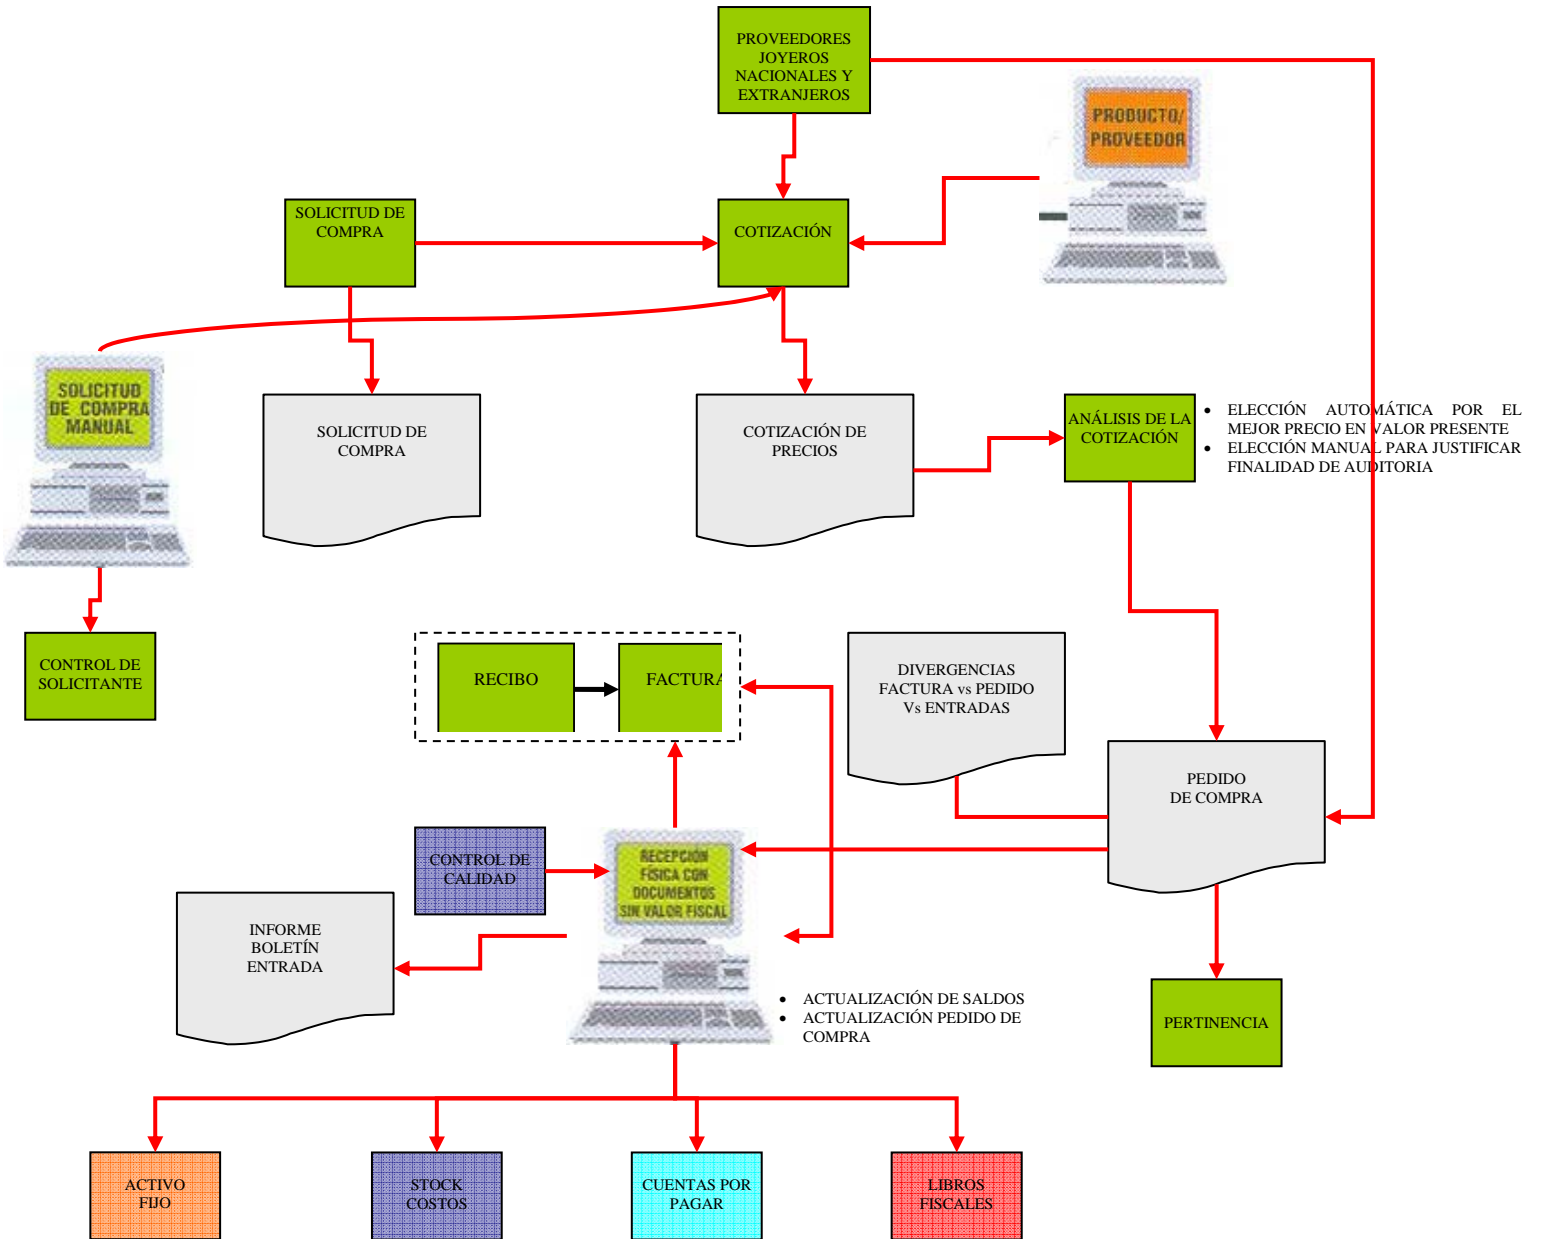 PROVEEDORES
JOYEROS
NACIONALES Y
EXTRANJEROS
PRODUCTO/
PROVEEDOR
SOLICITUD DE
COMPRA
COTIZACIÓN
SOLICITUD
DE COMPRA
MANUAL
SOLICITUD DE
COMPRA
COTIZACIÓN DE
PRECIOS
ANÁLISIS DE LA
COTIZACIÓN
• ELECCIÓN AUTOMÁTICA POR EL
MEJOR PRECIO EN VALOR PRESENTE
• ELECCIÓN MANUAL PARA JUSTIFICAR
FINALIDAD DE AUDITORIA
CONTROL DE
SOLICITANTE
RECIBO
FACTURA
DIVERGENCIAS
FACTURA vs PEDIDO
Vs ENTRADAS
PEDIDO
DE COMPRA
CONTROL DE
CALIDAD
RECEPCIÓN
FÍSICA CON
DOCUMENTOS
SIN VALOR FISCAL
INFORME
BOLETÍN
ENTRADA
• ACTUALIZACIÓN DE SALDOS
• ACTUALIZACIÓN PEDIDO DE
COMPRA
PERTINENCIA
ACTIVO
FIJO
STOCK
COSTOS
CUENTAS POR
PAGAR
LIBROS
FISCALES